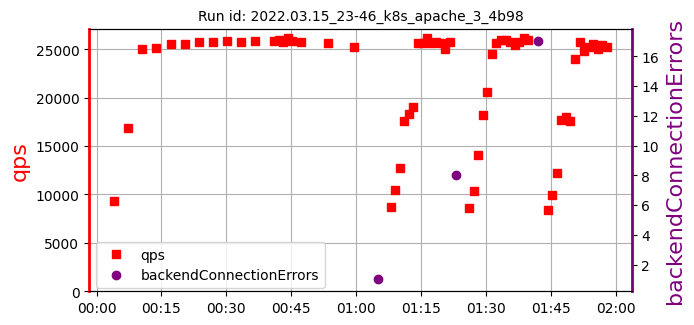 Run id: 2022.03.15_23-46_k8s_apache_3_4b98
25000
20000
15000
10000
5000
0
qps
16
14
12
10
8
6
4
2
backendConnectionErrors
qps
backendConnectionErrors
00:00 00:15 00:30 00:45 01:00 01:15 01:30 01:45 02:00